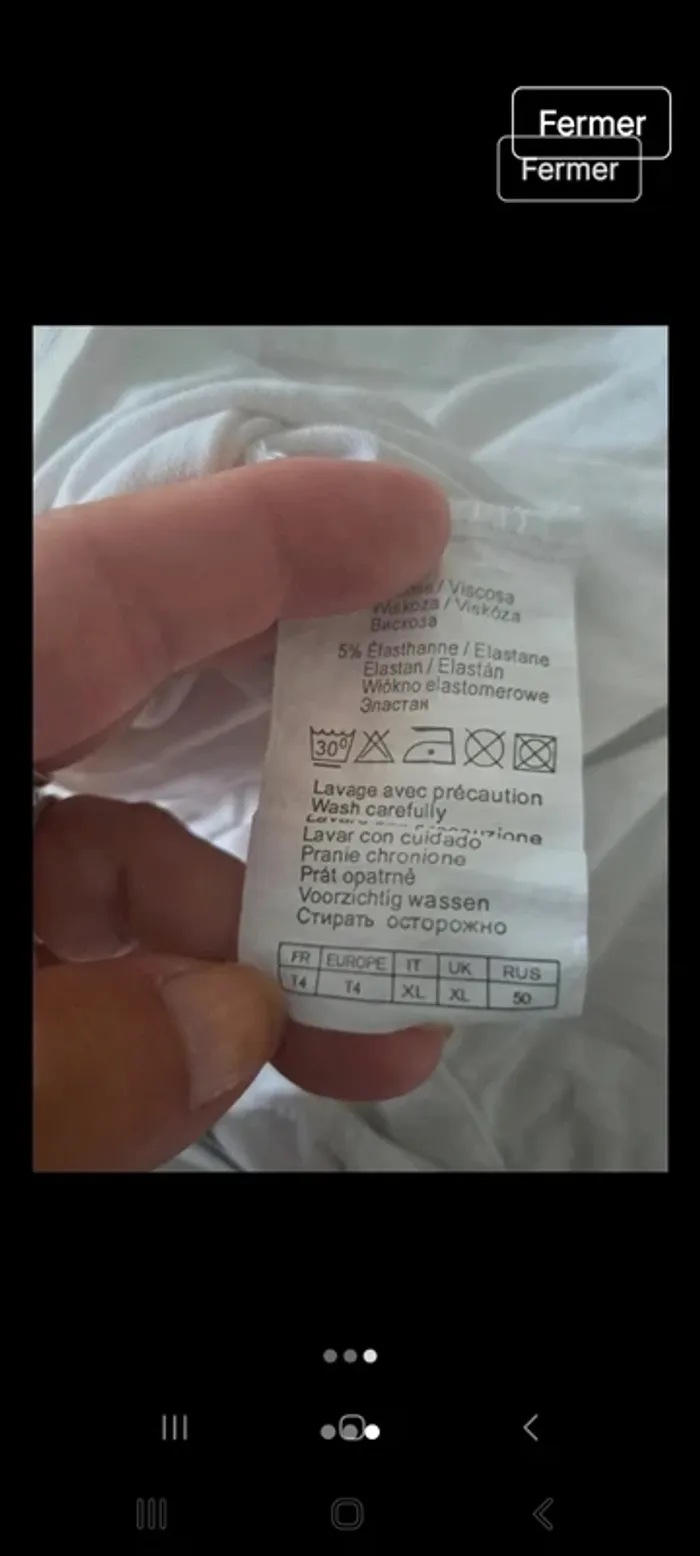 Fermer
Fermer
/ Viscosa
Wiskoza / Viskóza
Вискоза
5% Élasthanne / Elastane
Elastan / Elastán
Włókno elastomerowe
Эластан
30°
Lavage avec précaution
Wash carefully
Lavar con cuidado
Pranie chronione
Prát opatrně
Voorzichtig wassen
Стирать осторожно
FR EUROPE IT UK RUS
T4 T4 XL XL 50